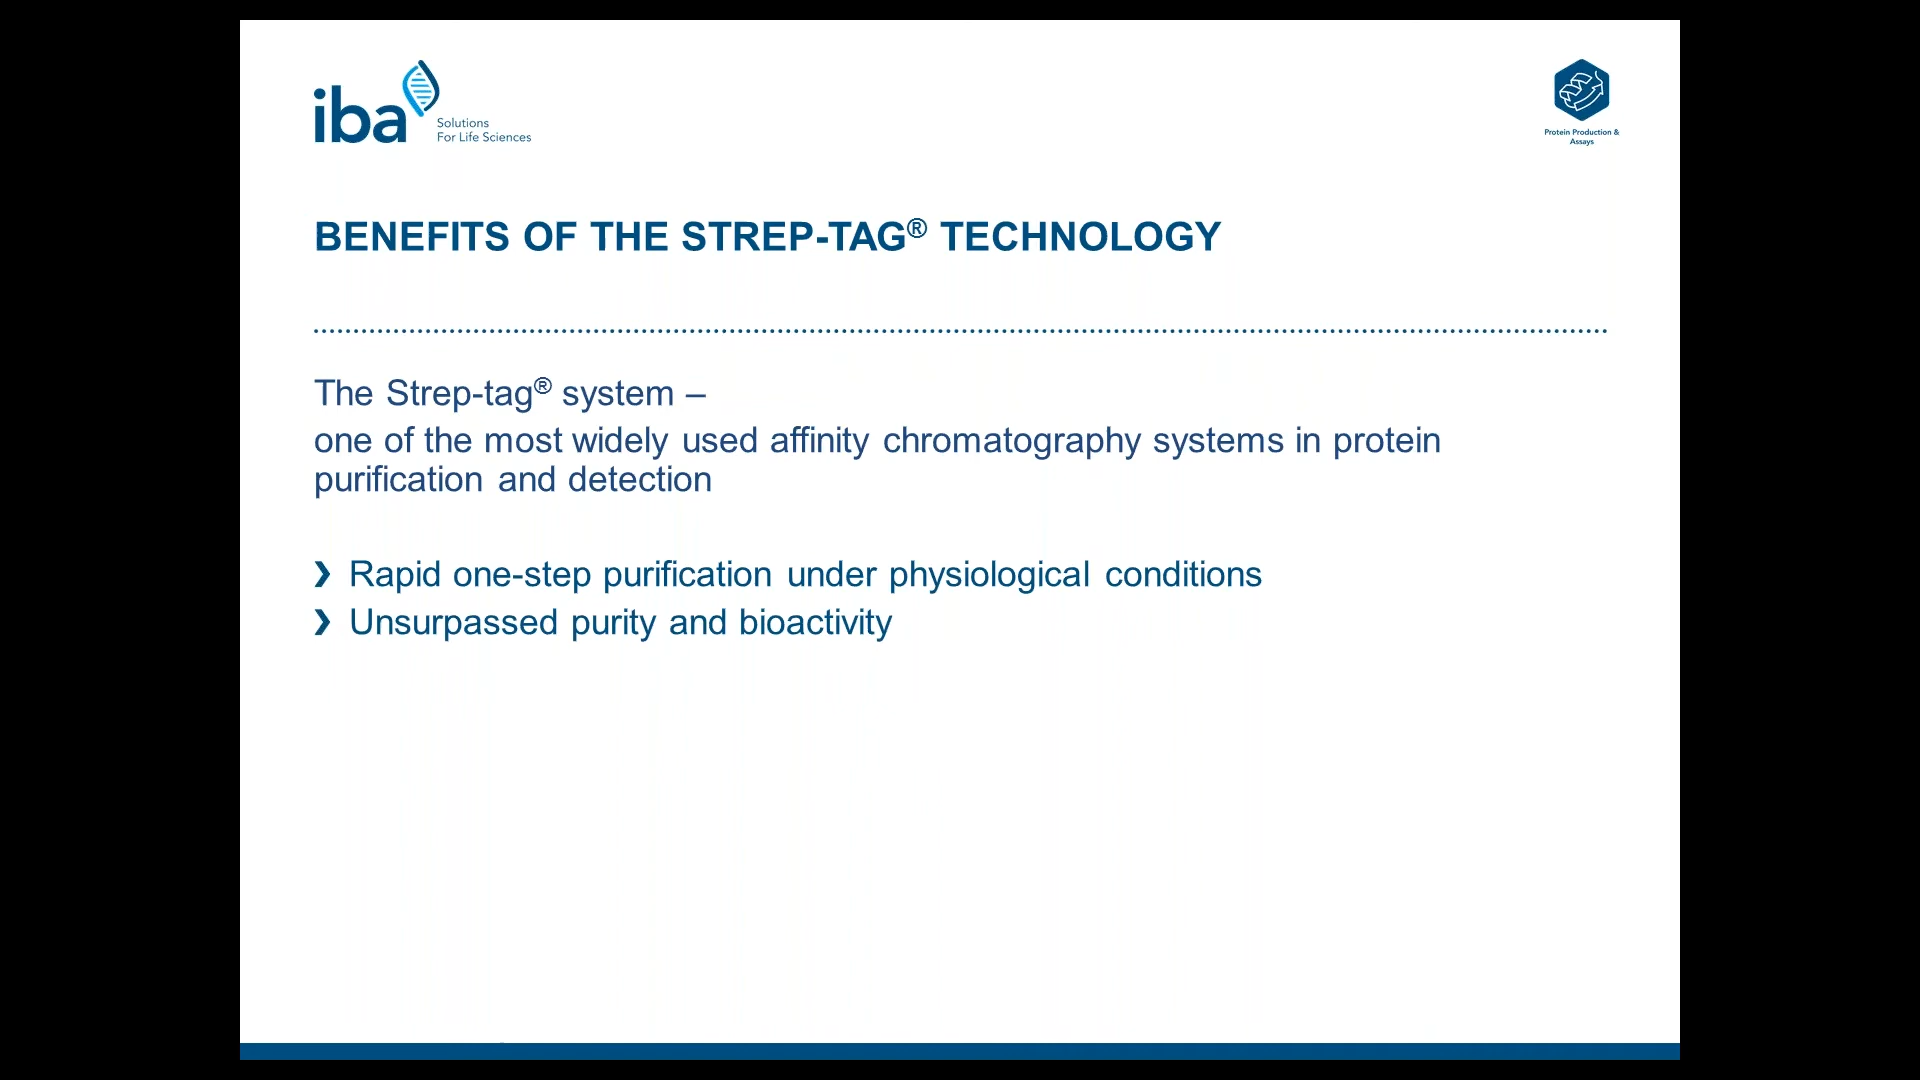 iba
Solutions
For Life Sciences
Protein Production &
Assays
BENEFITS OF THE STREP-TAG® TECHNOLOGY
The Strep-tag® system –
one of the most widely used affinity chromatography systems in protein
purification and detection
❯ Rapid one-step purification under physiological conditions
❯ Unsurpassed purity and bioactivity